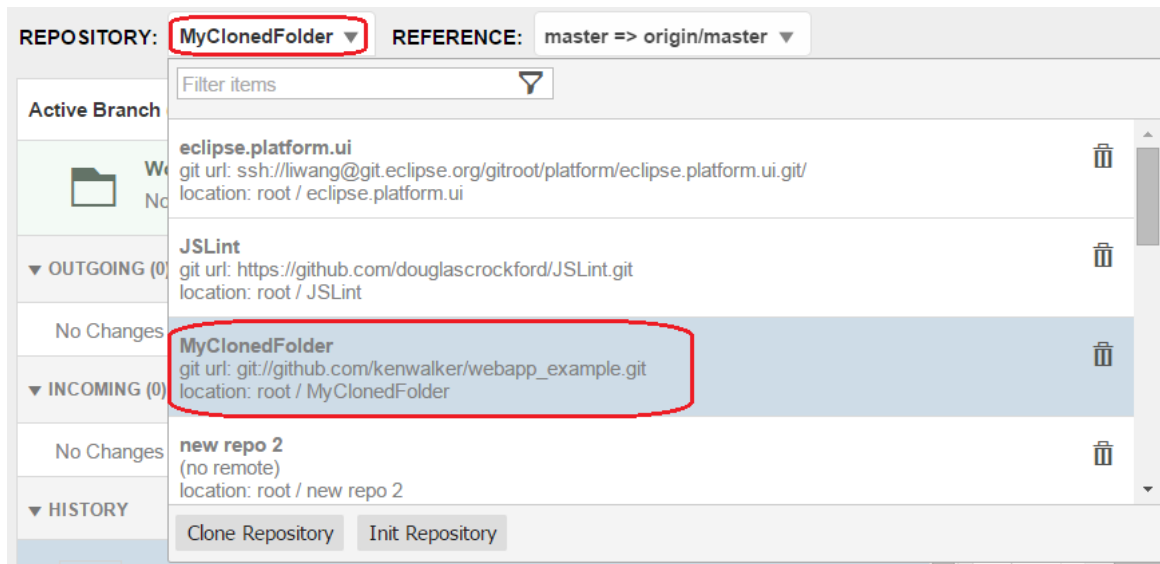 REPOSITORY: MyClonedFolder REFERENCE: master => origin/master
Filter items
Active Branch
eclipse.platform.ui
git url: ssh://liwang@git.eclipse.org/gitroot/platform/eclipse.platform.ui.git/
location: root / eclipse.platform.ui
JSLint
OUTGOING (0)
git url: https://github.com/douglascrockford/JSLint.git
location: root / JSLint
No Changes
MyClonedFolder
git url: git://github.com/kenwalker/webapp_example.git
INCOMING (0)
location: root / MyClonedFolder
No Changes
new repo 2
(no remote)
location: root / new repo 2
HISTORY
Clone Repository Init Repository